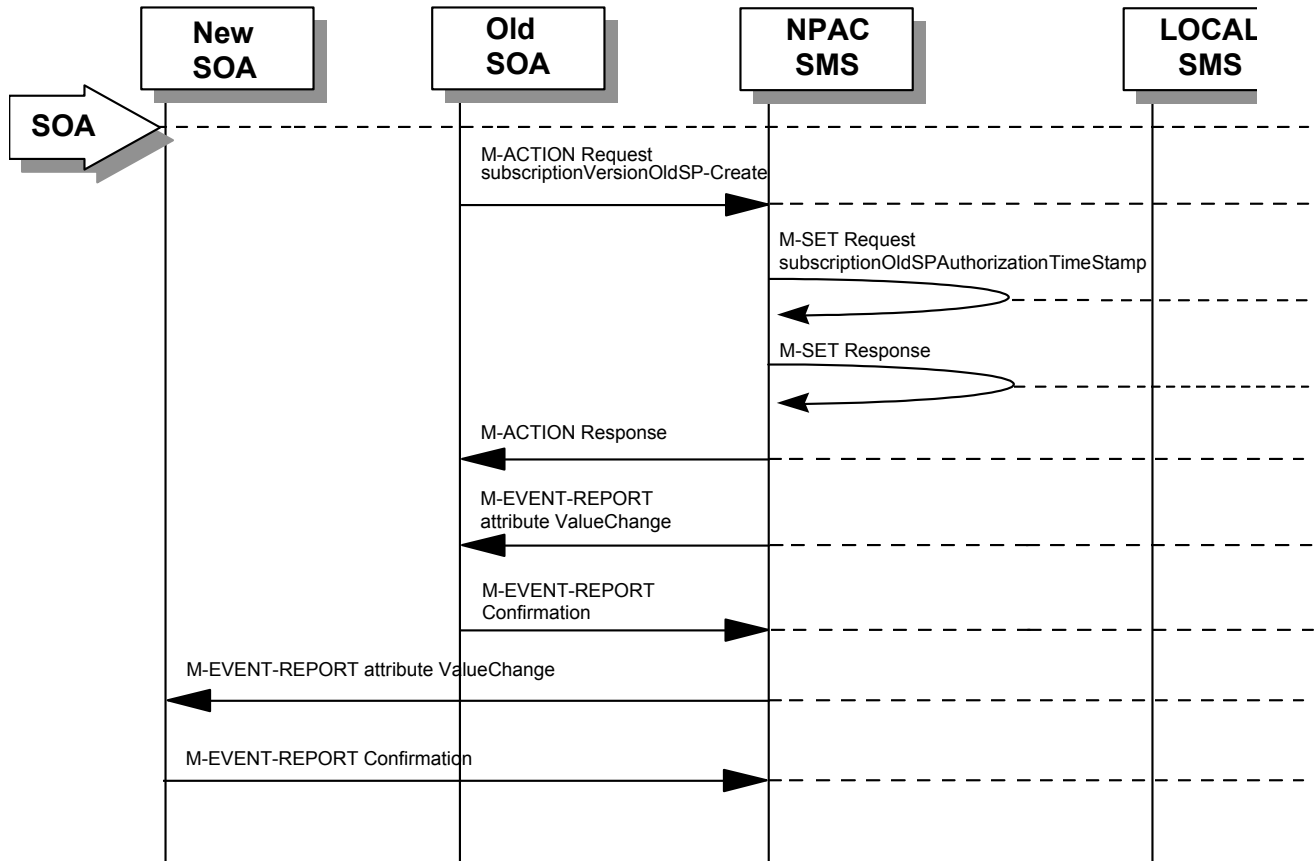 New
SOA
Old
SOA
NPAC
SMS
LOCAL
SMS
SOA
M-ACTION Request
subscriptionVersionOldSP-Create
M-SET Request
subscriptionOldSPAuthorizationTimeStamp
M-SET Response
M-ACTION Response
M-EVENT-REPORT
attribute ValueChange
M-EVENT-REPORT
Confirmation
M-EVENT-REPORT attribute ValueChange
M-EVENT-REPORT Confirmation